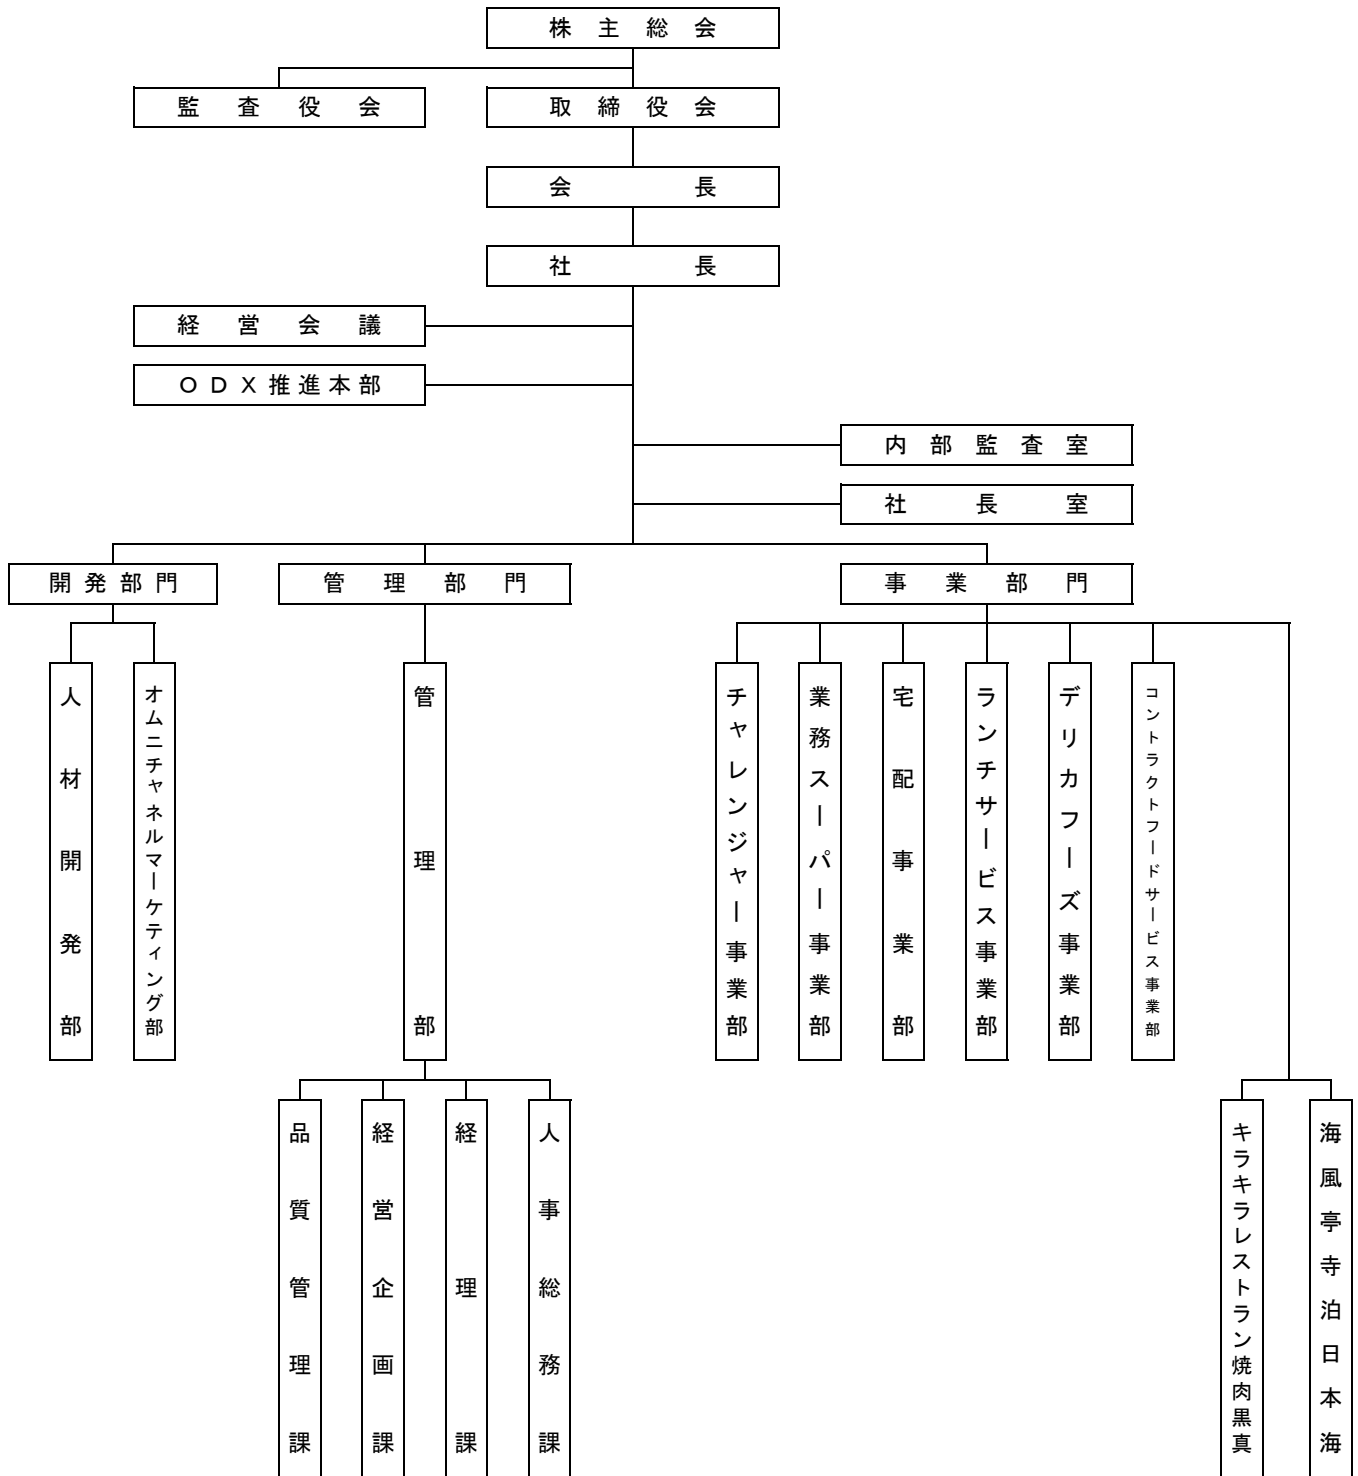 株主総会
監査役会
取締役会
会長
社長
経営会議
ODX推進本部
内部監査室
社長室
開発部門
管理部門
事業部門
人材開発部
オムニチャネルマーケティング部
管理部
チャレンジャー事業部
業務スーパー事業部
宅配事業部
ランチサービス事業部
デリカフーズ事業部
コントラクトフードサービス事業部
品質管理課
経営企画課
経理課
人事総務課
キラキラレストラン焼肉黒真
海風亭寺泊日本海